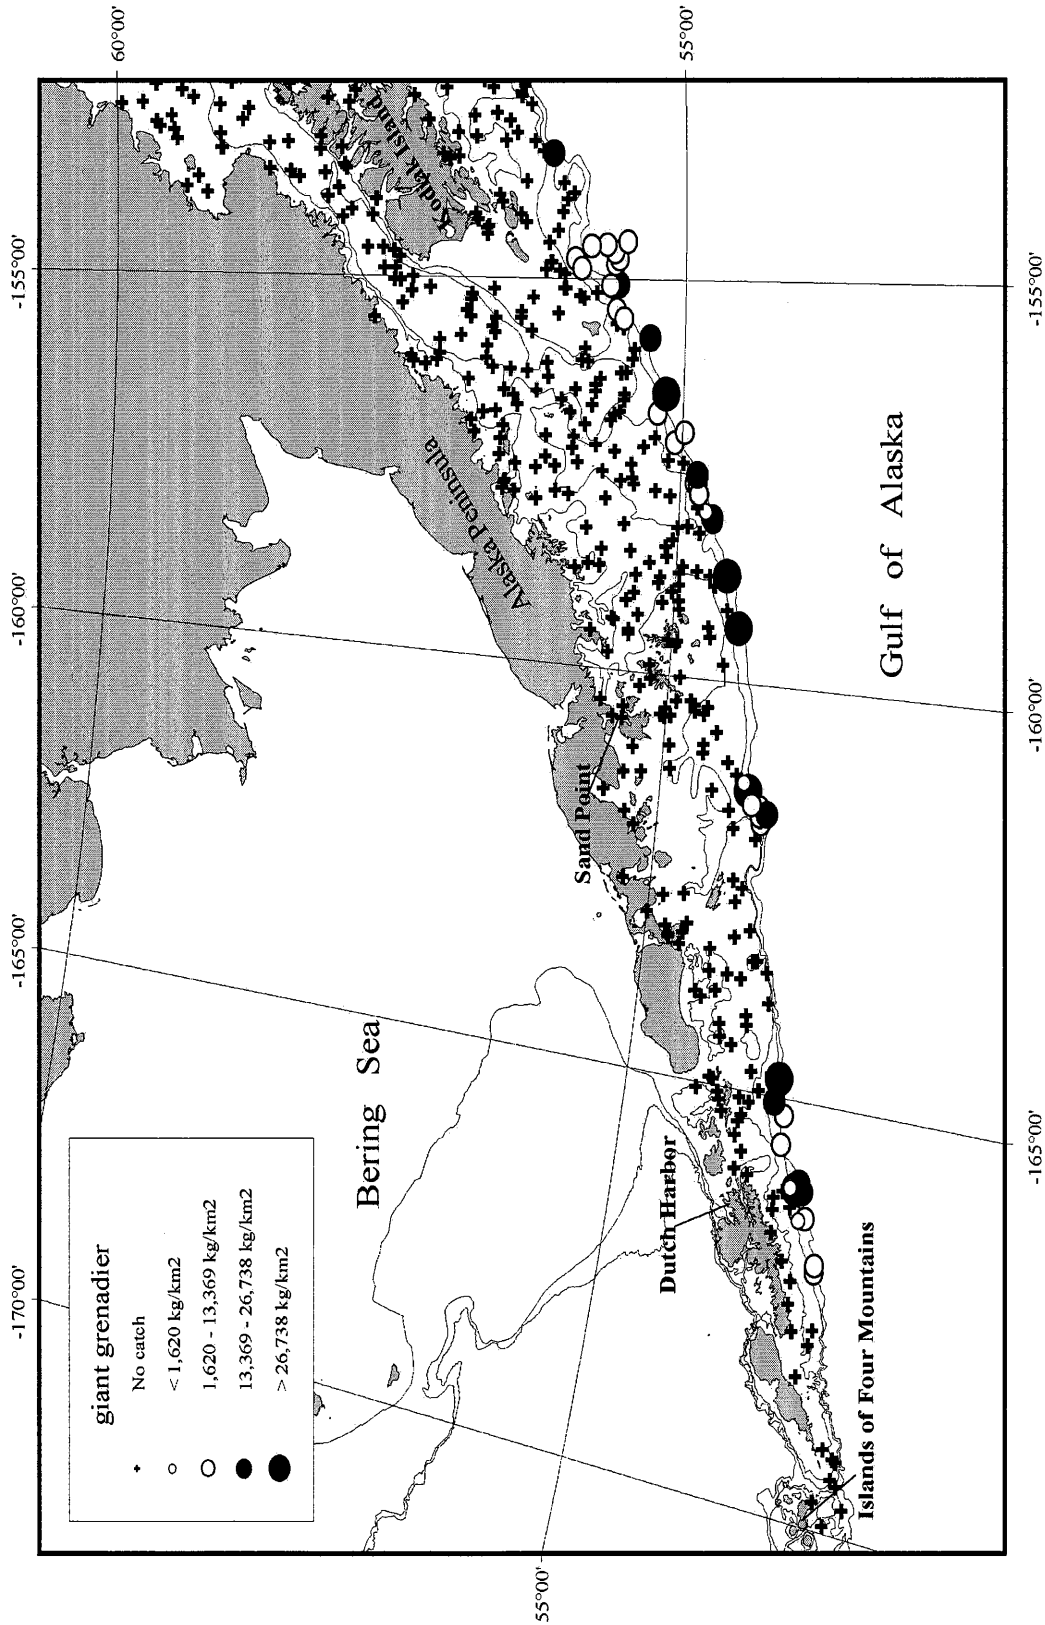 giant grenadier
No catch
< 1,620 kg/km2
1,620 - 13,369 kg/km2
13,369 - 26,738 kg/km2
> 26,738 kg/km2
-170°00'
-165°00'
-160°00'
-155°00'
60°00'
55°00'
55°00'
-165°00'
-160°00'
-155°00'
Bering Sea
Alaska Peninsula
Kodiak Island
Sand Point
Dutch Harbor
Gulf of Alaska
Islands of Four Mountains